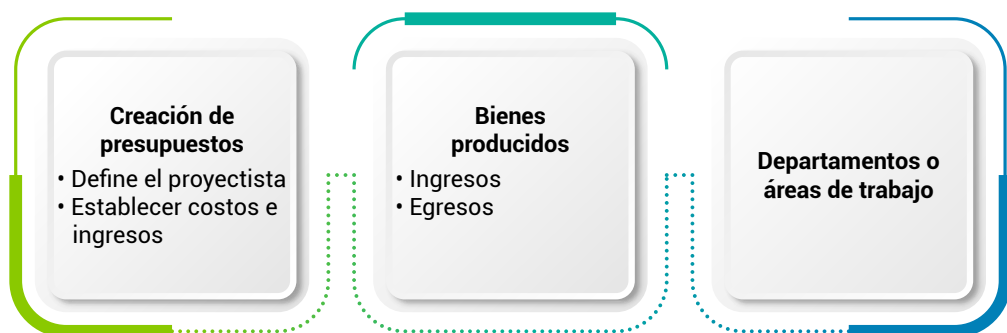 Creación de
presupuestos
• Define el proyectista
• Establecer costos e
ingresos
Bienes
producidos
• Ingresos
• Egresos
Departamentos o
áreas de trabajo